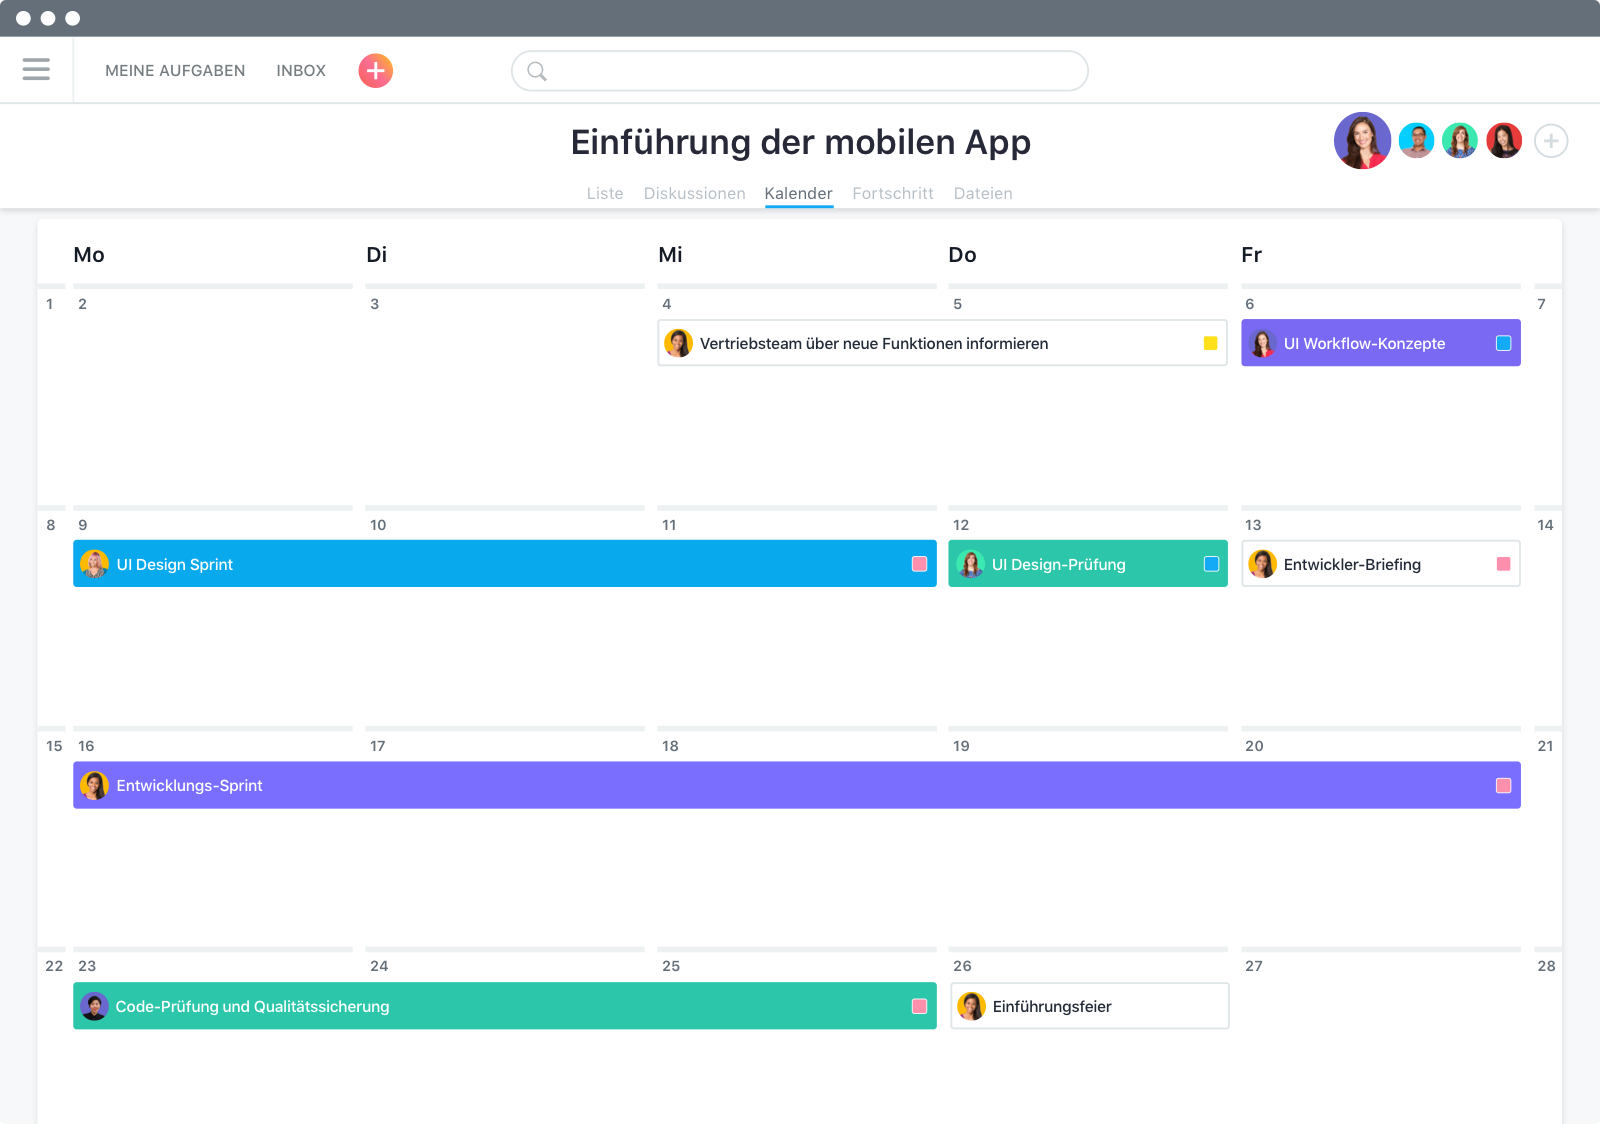 MEINE AUFGABEN INBOX
Einführung der mobilen App
Liste Diskussionen Kalender Fortschritt Dateien
Mo Di Mi Do Fr
1 2 3 4 5 6 7
Vertriebsteam über neue Funktionen informieren UI Workflow-Konzepte
8 9 10 11 12 13 14
UI Design Sprint UI Design-Prüfung Entwickler-Briefing
15 16 17 18 19 20 21
Entwicklungs-Sprint
22 23 24 25 26 27 28
Code-Prüfung und Qualitätssicherung Einführungsfeier